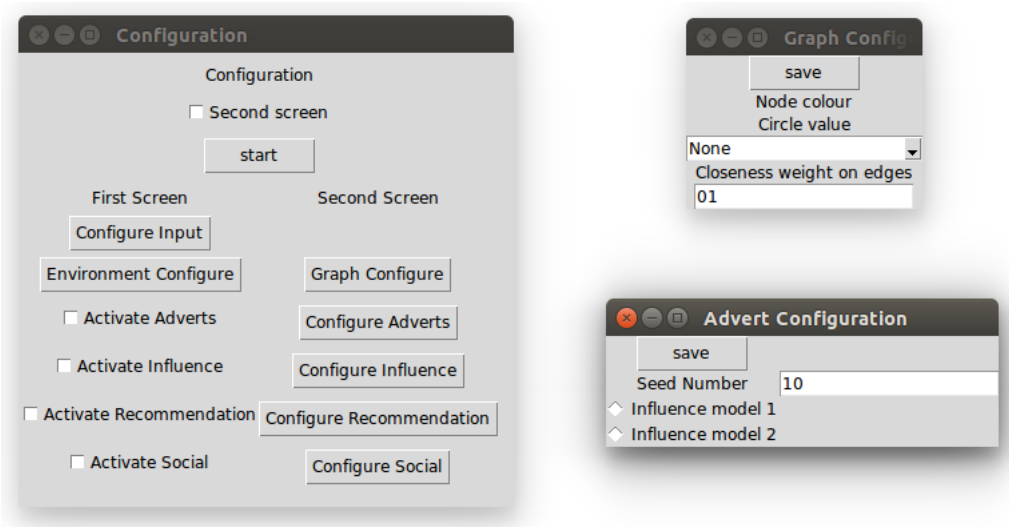 Configuration
Configuration
Second screen
start
First Screen Second Screen
Configure Input
Environment Configure Graph Configure
Activate Adverts Configure Adverts
Activate Influence Configure Influence
Activate Recommendation Configure Recommendation
Activate Social Configure Social
Graph Config
save
Node colour
Circle value
None
Closeness weight on edges
01
Advert Configuration
save
Seed Number 10
Influence model 1
Influence model 2